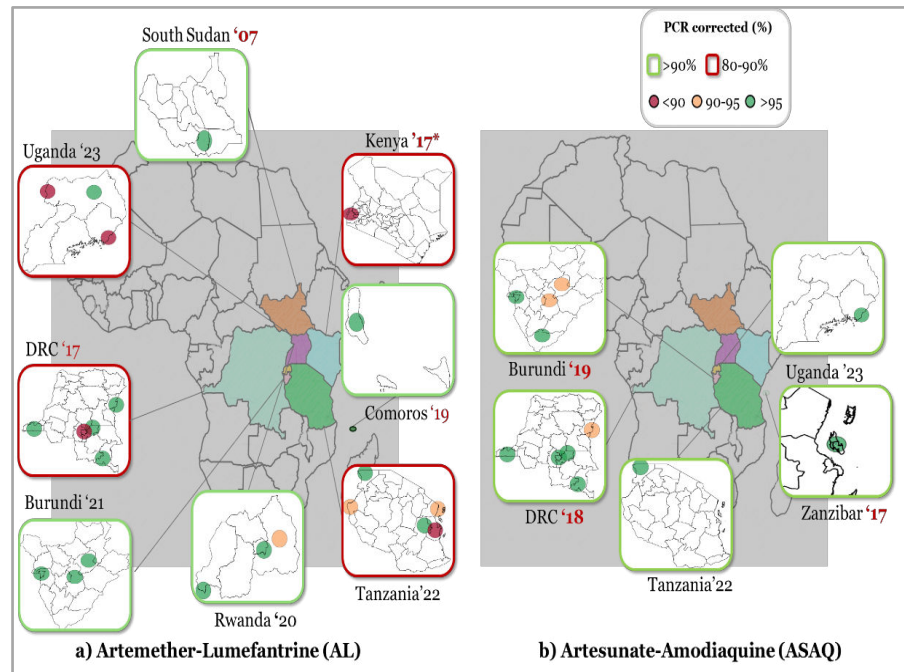 South Sudan ‘07
PCR corrected (%)
>90% 80-90%
<90 90-95 >95
Uganda ‘23
Kenya ’17*
DRC ‘17
Comoros ‘19
Burundi ‘21
Rwanda ‘20
Tanzania’22
a) Artemether-Lumefantrine (AL)
Burundi ‘19
Uganda ’23
DRC ‘18
Zanzibar ‘17
Tanzania’22
b) Artesunate-Amodiaquine (ASAQ)